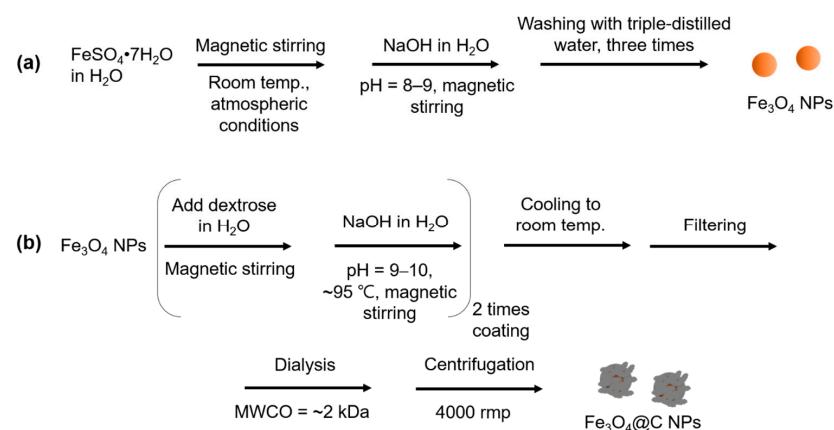 (a)
FeSO₄•7H₂O
in H₂O
Magnetic stirring
Room temp.,
atmospheric
conditions
NaOH in H₂O
pH = 8–9, magnetic
stirring
Washing with triple-distilled
water, three times
Fe₃O₄ NPs
(b)
Fe₃O₄ NPs
Add dextrose
in H₂O
Magnetic stirring
NaOH in H₂O
pH = 9–10,
~95 ℃, magnetic
stirring
2 times
coating
Cooling to
room temp.
Filtering
Dialysis
MWCO = ~2 kDa
Centrifugation
4000 rmp
Fe₃O₄@C NPs